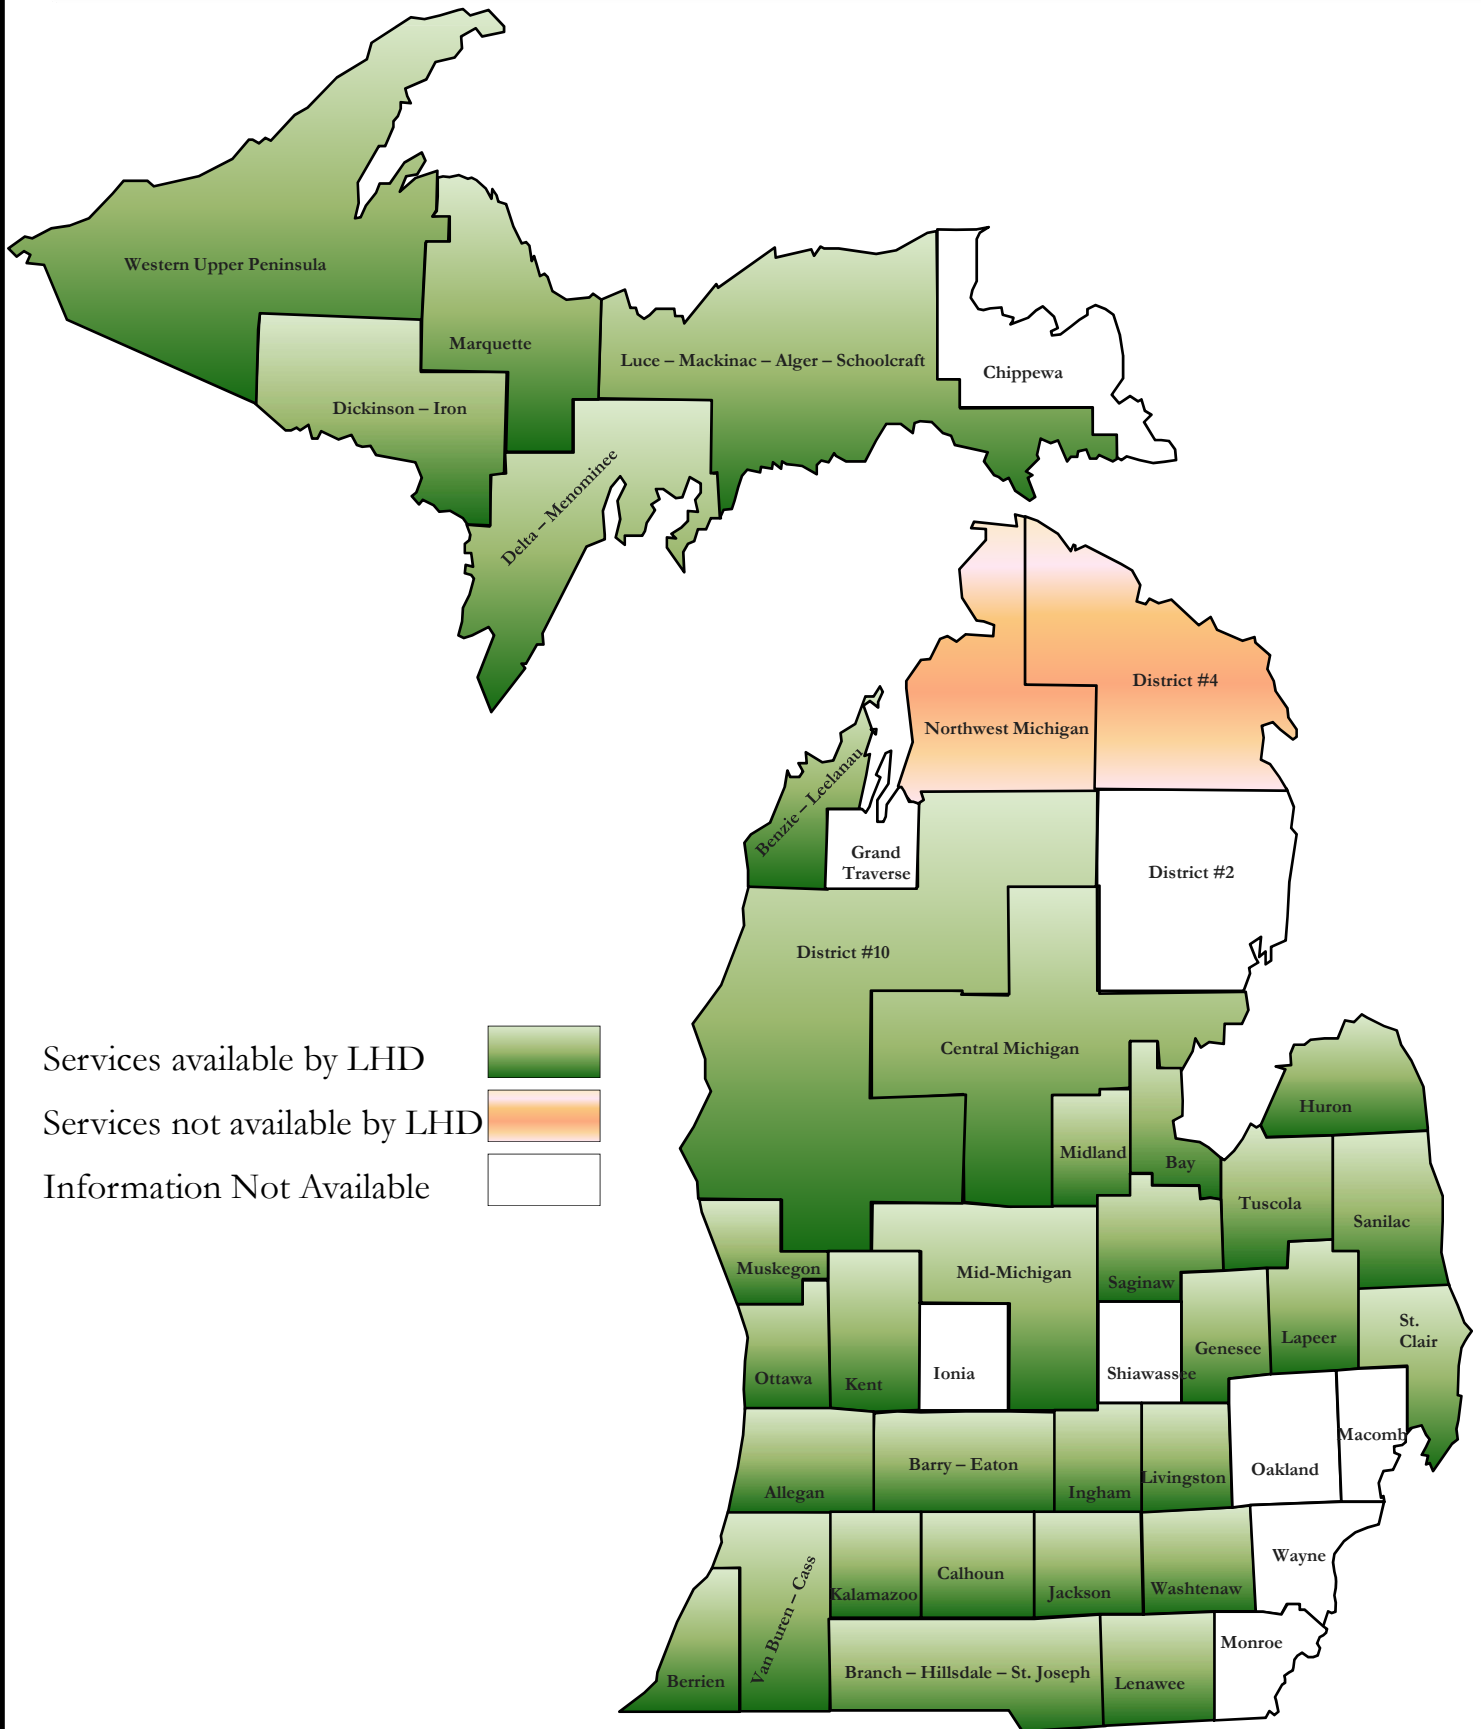 Western Upper Peninsula
Marquette
Luce – Mackinac – Alger – Schoolcraft
Chippewa
Dickinson – Iron
Delta – Menominee
District #4
Northwest Michigan
Benzie – Leelanau
Grand
Traverse
District #2
District #10
Central Michigan
Services available by LHD
Services not available by LHD
Information Not Available
Huron
Midland
Bay
Tuscola
Sanilac
Muskegon
Mid-Michigan
Saginaw
St.
Clair
Lapeer
Genesee
Ottawa
Kent
Ionia
Shiawassee
Macomb
Oakland
Barry – Eaton
Livingston
Allegan
Ingham
Wayne
Calhoun
Washtenaw
Kalamazoo
Jackson
Van Buren – Cass
Monroe
Branch – Hillsdale – St. Joseph
Berrien
Lenawee